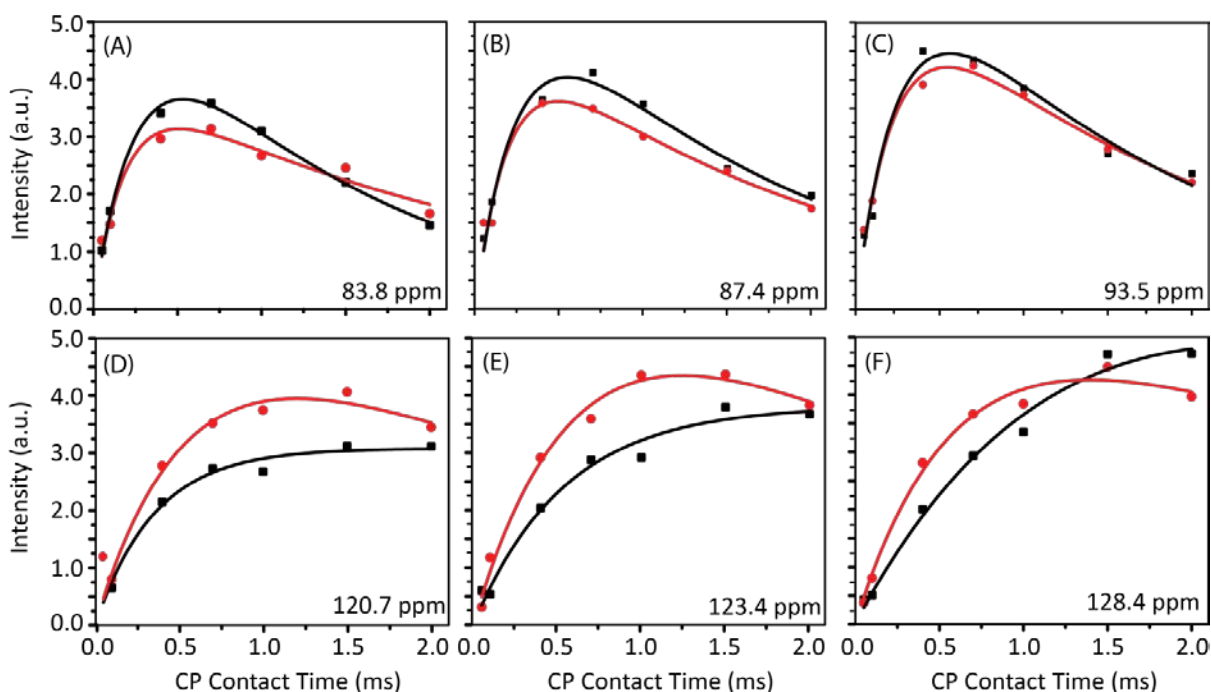 (A) (B) (C)
5.0
4.0
3.0
2.0
1.0
0.0
Intensity (a.u.)
83.8 ppm 87.4 ppm 93.5 ppm
(D) (E) (F)
5.0
4.0
3.0
2.0
1.0
0.0
Intensity (a.u.)
120.7 ppm 123.4 ppm 128.4 ppm
0.0 0.5 1.0 1.5 2.0 0.0 0.5 1.0 1.5 2.0 0.0 0.5 1.0 1.5 2.0
CP Contact Time (ms) CP Contact Time (ms) CP Contact Time (ms)